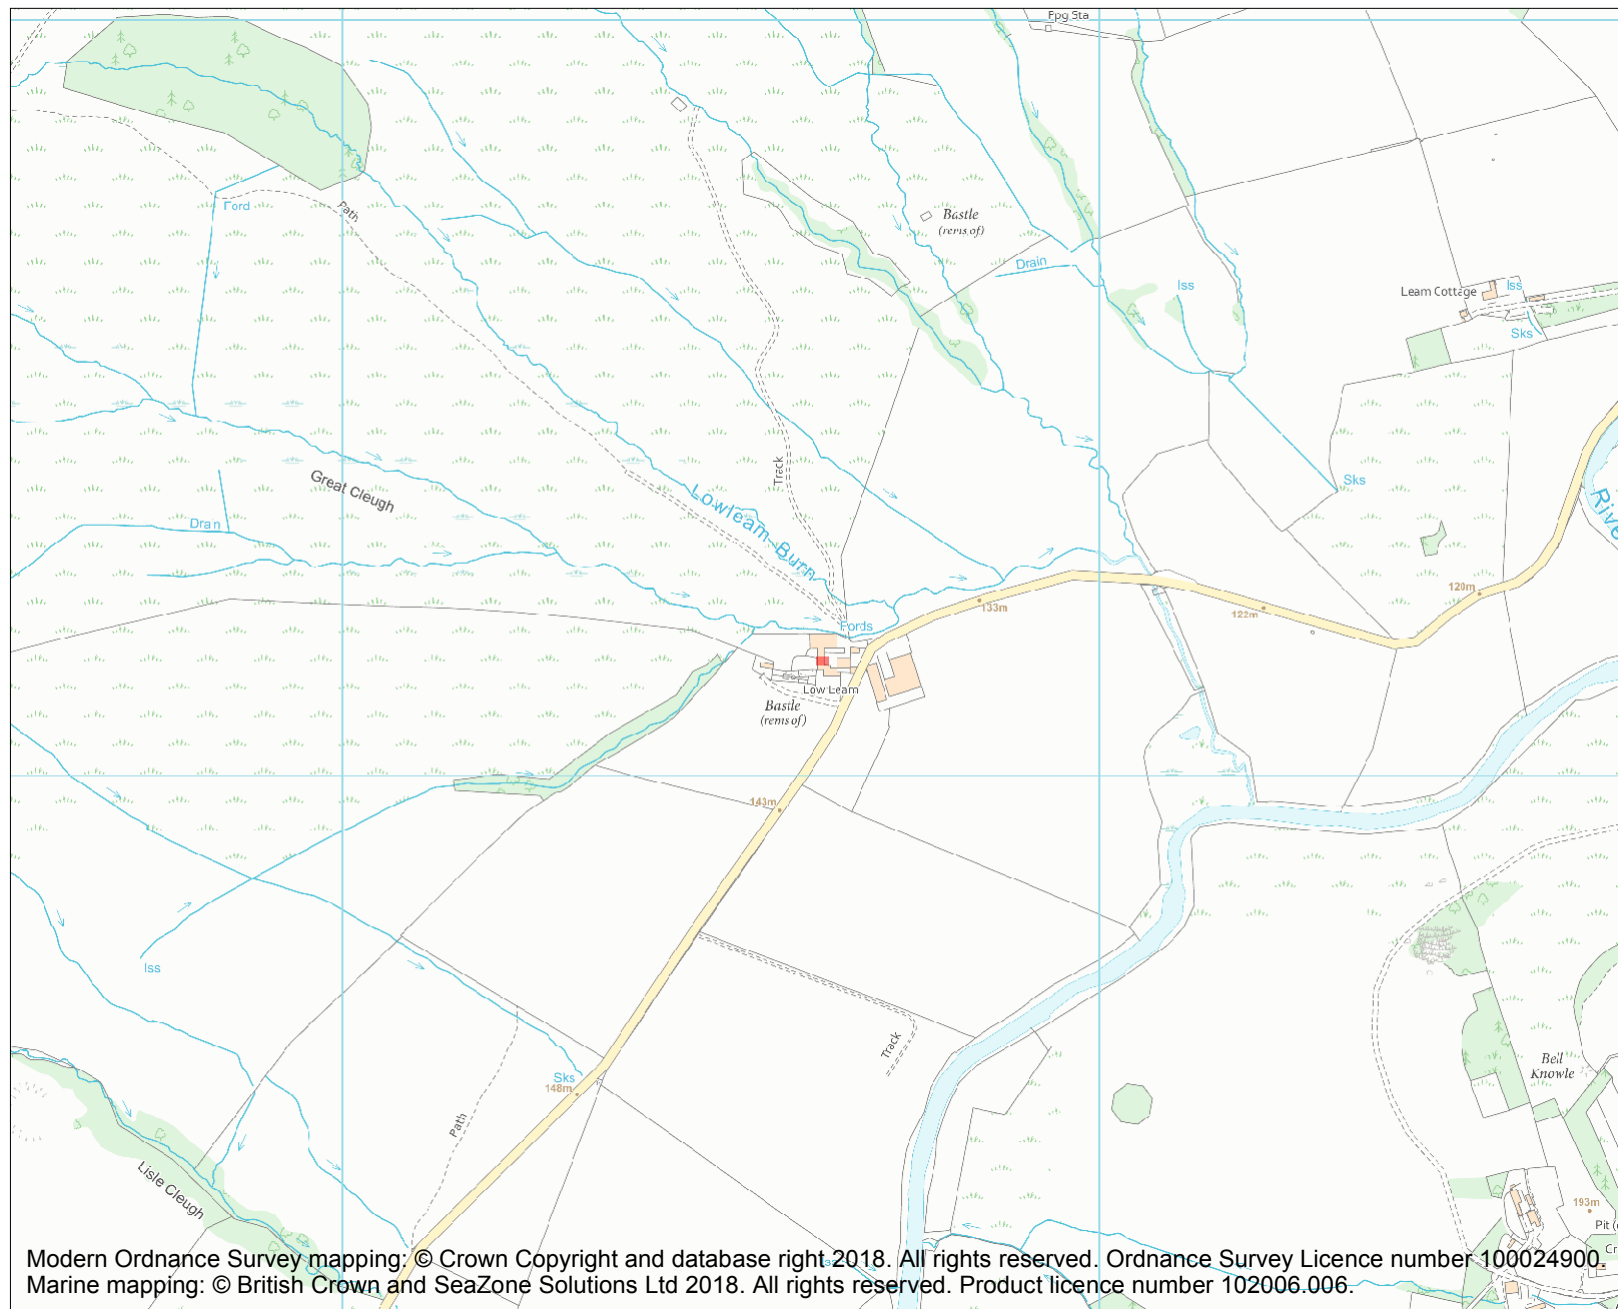 Fpg Sta
Ford
Path
Bastle
(rems of)
Drain
Iss
Leam Cottage
Iss
Sks
Track
Great Cleugh
Sks
Lowleam Burn
Drain
120m
133m
122m
Fords
Low Leam
Bastle
(rems of)
143m
Iss
Track
Bell
Knowle
Sks
148m
Path
Lisle Cleugh
193m
Modern Ordnance Survey mapping: © Crown Copyright and database right 2018. All rights reserved. Ordnance Survey Licence number 100024900.
Marine mapping: © British Crown and SeaZone Solutions Ltd 2018. All rights reserved. Product licence number 102006.006.